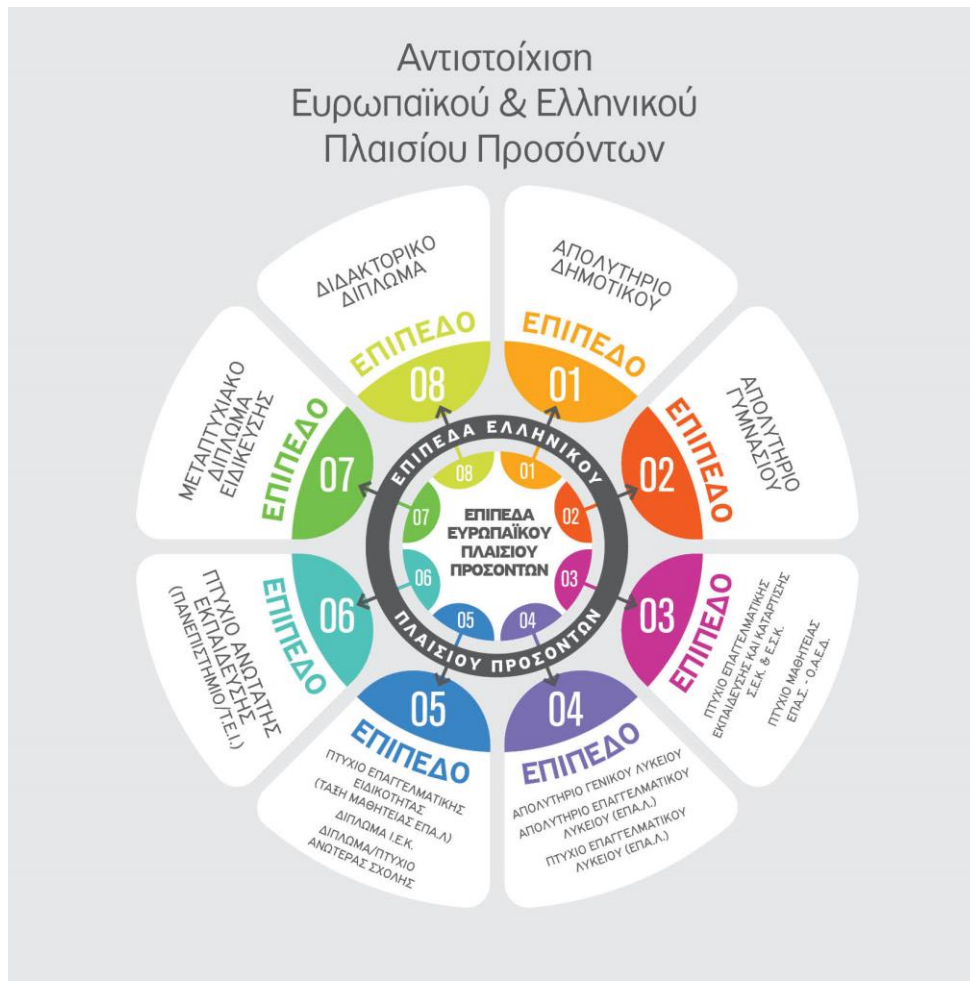 Αντιστοίχιση
Ευρωπαϊκού & Ελληνικού
Πλαισίου Προσόντων
ΑΠΟΛΥΤΗΡΙΟ
ΔΗΜΟΤΙΚΟΥ
ΕΠΙΠΕΔΟ
01
ΑΠΟΛΥΤΗΡΙΟ
ΓΥΜΝΑΣΙΟΥ
ΕΠΙΠΕΔΟ
02
ΕΠΙΠΕΔΟ
03
ΠΤΥΧΙΟ ΕΠΑΓΓΕΛΜΑΤΙΚΗΣ
ΕΚΠΑΙΔΕΥΣΗΣ ΚΑΙ ΚΑΤΑΡΤΙΣΗΣ
Σ.Ε.Κ. & Ε.Σ.Κ.
ΠΤΥΧΙΟ ΜΑΘΗΤΕΙΑΣ
ΕΠΑ.Σ. - Ο.Α.Ε.Δ.
04
ΕΠΙΠΕΔΟ
ΑΠΟΛΥΤΗΡΙΟ ΓΕΝΙΚΟΥ ΛΥΚΕΙΟΥ
ΑΠΟΛΥΤΗΡΙΟ ΕΠΑΓΓΕΛΜΑΤΙΚΟΥ
ΛΥΚΕΙΟΥ (ΕΠΑ.Λ.)
ΠΤΥΧΙΟ ΕΠΑΓΓΕΛΜΑΤΙΚΟΥ
ΛΥΚΕΙΟΥ (ΕΠΑ.Λ.)
05
ΕΠΙΠΕΔΟ
ΠΤΥΧΙΟ ΕΠΑΓΓΕΛΜΑΤΙΚΗΣ
ΕΙΔΙΚΟΤΗΤΑΣ
(ΤΑΞΗ ΜΑΘΗΤΕΙΑΣ ΕΠΑ.Λ)
ΔΙΠΛΩΜΑ Ι.Ε.Κ.
ΔΙΠΛΩΜΑ/ΠΤΥΧΙΟ
ΑΝΩΤΕΡΑΣ ΣΧΟΛΗΣ
06
ΕΠΙΠΕΔΟ
ΠΤΥΧΙΟ ΑΝΩΤΑΤΗΣ
ΕΚΠΑΙΔΕΥΣΗΣ
(ΠΑΝΕΠΙΣΤΗΜΙΟ/Τ.Ε.Ι.)
ΜΕΤΑΠΤΥΧΙΑΚΟ
ΔΙΠΛΩΜΑ
ΕΙΔΙΚΕΥΣΗΣ
ΕΠΙΠΕΔΟ
07
ΔΙΔΑΚΤΟΡΙΚΟ
ΔΙΠΛΩΜΑ
ΕΠΙΠΕΔΟ
08
ΕΠΙΠΕΔΑ ΕΛΛΗΝΙΚΟΥ
ΠΛΑΙΣΙΟΥ ΠΡΟΣΟΝΤΩΝ
01
02
03
04
05
06
07
08
ΕΠΙΠΕΔΑ
ΕΥΡΩΠΑΪΚΟΥ
ΠΛΑΙΣΙΟΥ
ΠΡΟΣΟΝΤΩΝ